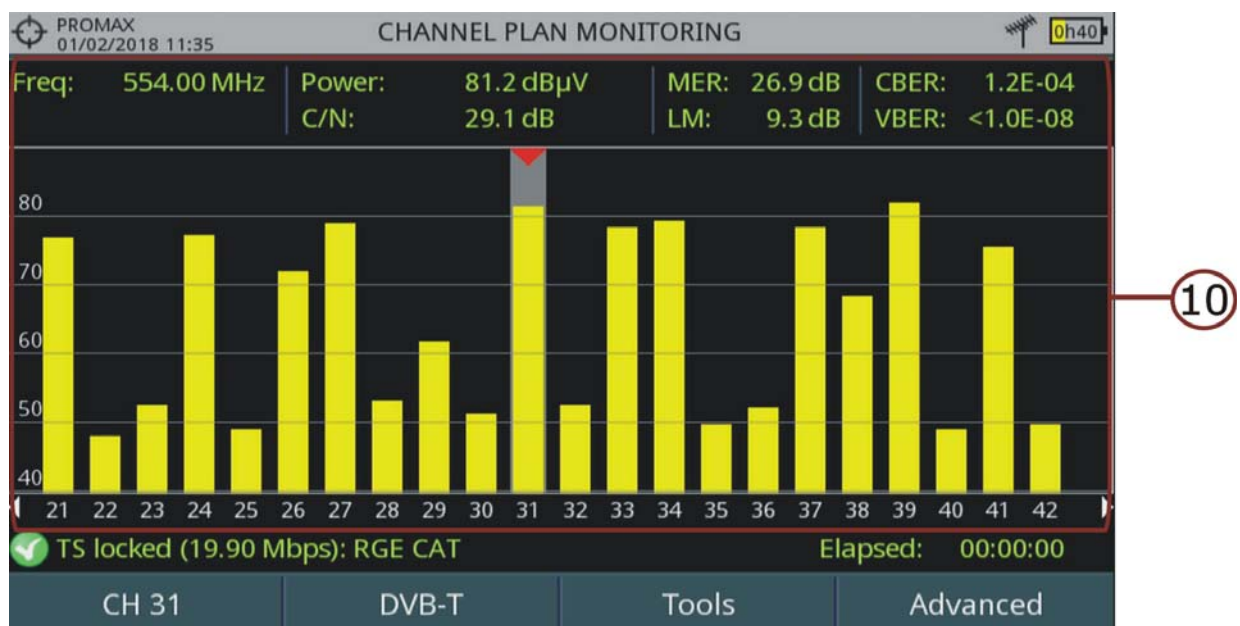 PROMAX
01/02/2018 11:35
CHANNEL PLAN MONITORING
0h40
Freq: 554.00 MHz
Power: 81.2 dBµV
MER: 26.9 dB
CBER: 1.2E-04
C/N: 29.1 dB
LM: 9.3 dB
VBER: <1.0E-08
80
70
60
50
40
21 22 23 24 25 26 27 28 29 30 31 32 33 34 35 36 37 38 39 40 41 42
10
TS locked (19.90 Mbps): RGE CAT
Elapsed: 00:00:00
CH 31
DVB-T
Tools
Advanced